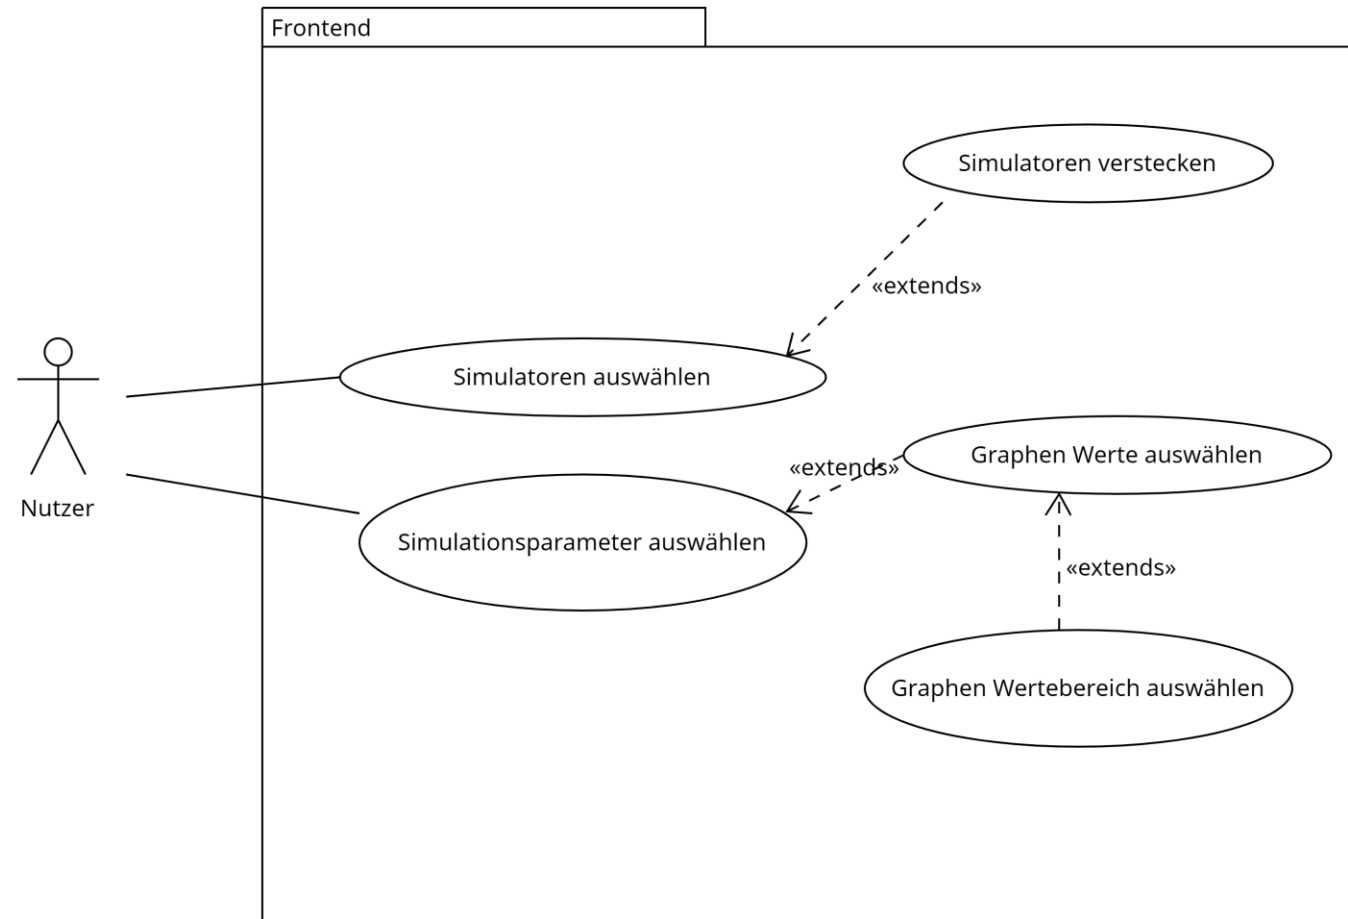 Frontend
Simulatoren verstecken
«extends»
Simulatoren auswählen
Graphen Werte auswählen
«extends»
Nutzer
Simulationsparameter auswählen
«extends»
Graphen Wertebereich auswählen